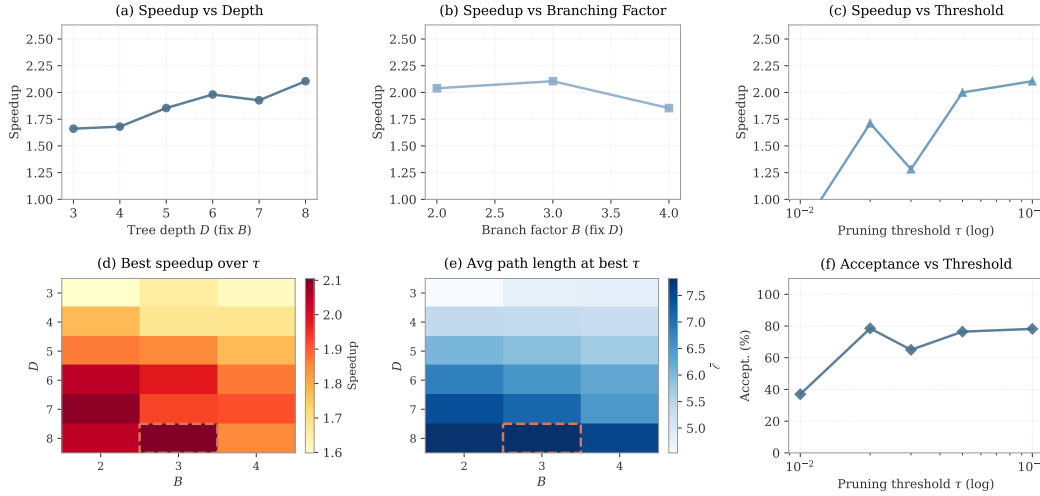 (a) Speedup vs Depth
2.50
2.25
2.00
1.75
1.50
1.25
1.00
Speedup
3 4 5 6 7 8
Tree depth D (fix B)
(b) Speedup vs Branching Factor
2.50
2.25
2.00
1.75
1.50
1.25
1.00
Speedup
2.0 2.5 3.0 3.5 4.0
Branch factor B (fix D)
(c) Speedup vs Threshold
2.50
2.25
2.00
1.75
1.50
1.25
1.00
Speedup
10⁻²
Pruning threshold τ (log)
(d) Best speedup over τ
3
4
5
6
7
8
D
2 3 4
B
2.1
2.0
1.9
1.8
1.7
1.6
Speedup
(e) Avg path length at best τ
3
4
5
6
7
8
D
2 3 4
B
7.5
7.0
6.5
6.0
5.5
5.0
ℓ̄
(f) Acceptance vs Threshold
100
80
60
40
20
0
Accept. (%)
10⁻²
Pruning threshold τ (log)